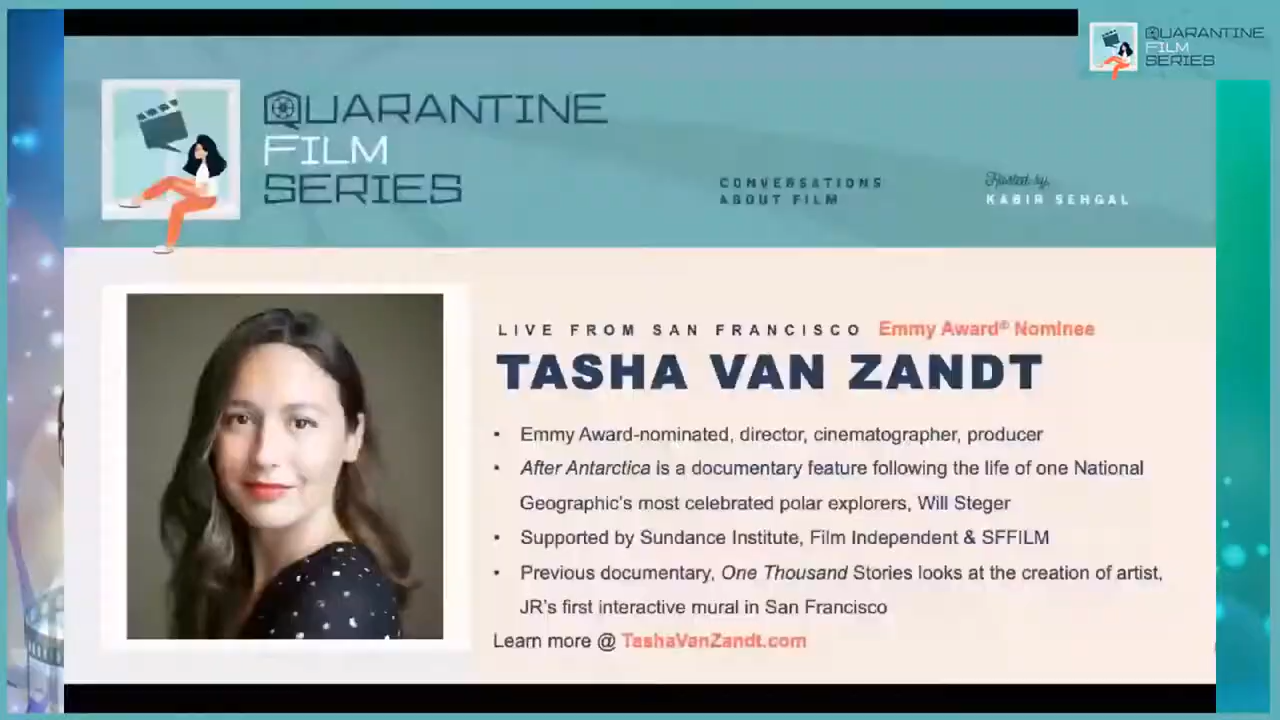 QUARANTINE
FILM
SERIES
QUARANTINE
FILM
SERIES
CONVERSATIONS
ABOUT FILM
Hosted by
KABIR SEHGAL
LIVE FROM SAN FRANCISCO Emmy Award® Nominee
TASHA VAN ZANDT
• Emmy Award-nominated, director, cinematographer, producer
• After Antarctica is a documentary feature following the life of one National
Geographic's most celebrated polar explorers, Will Steger
• Supported by Sundance Institute, Film Independent & SFFILM
• Previous documentary, One Thousand Stories looks at the creation of artist,
JR's first interactive mural in San Francisco
Learn more @ TashaVanZandt.com